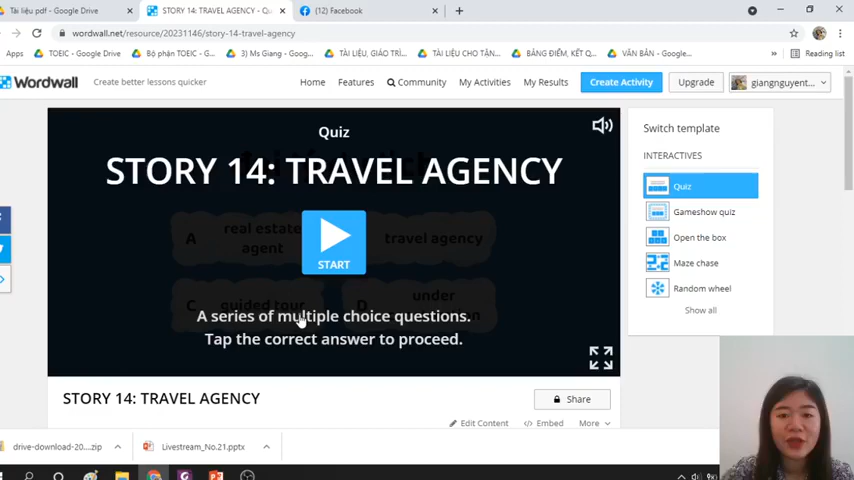 Tài liệu pdf - Google Drive
STORY 14: TRAVEL AGENCY - Qu
(12) Facebook
wordwall.net/resource/20231146/story-14-travel-agency
Apps
TOEIC - Google Drive
Bộ phận TOEIC - G...
3) Ms Giang - Googl...
TÀI LIỆU, GIÁO TRÌ...
TÀI LIỆU CHO TẬN...
BẢNG ĐIỂM, KẾT Q...
VĂN BẢN - Google...
Reading list
Wordwall
Create better lessons quicker
Home
Features
Community
My Activities
My Results
Create Activity
Upgrade
giangnguyent...
Quiz
STORY 14: TRAVEL AGENCY
A
real estate
agent
travel agency
START
C
guided tour
D
under
A series of multiple choice questions.
Tap the correct answer to proceed.
Switch template
INTERACTIVES
Quiz
Gameshow quiz
Open the box
Maze chase
Random wheel
Show all
STORY 14: TRAVEL AGENCY
Share
Edit Content
Embed
More
drive-download-20....zip
Livestream_No.21.pptx